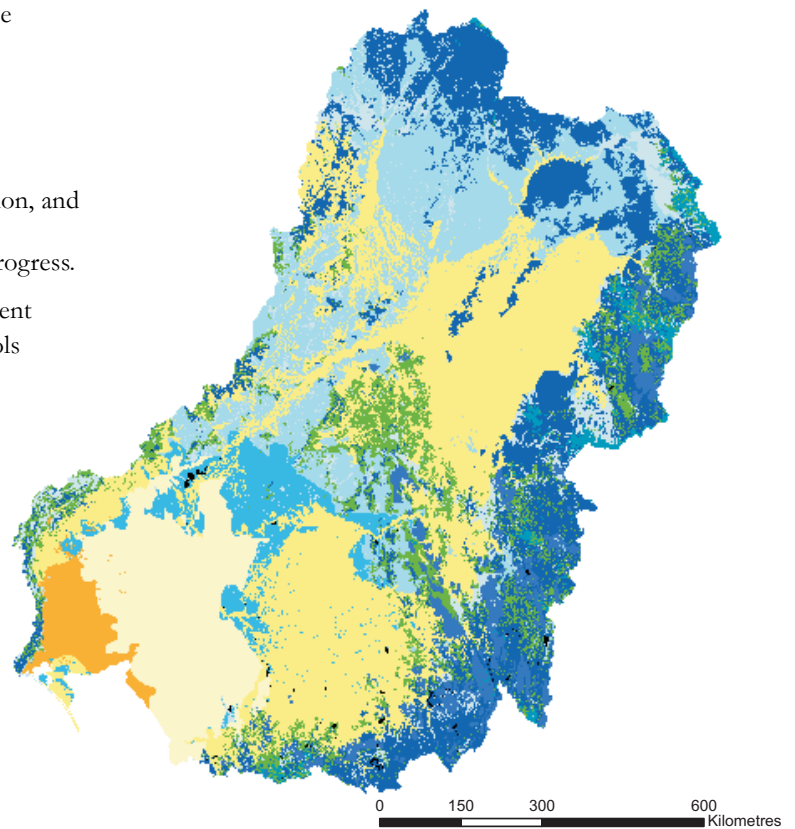 e
on, and
rogress.
ent
ols
0 150 300 600
Kilometres